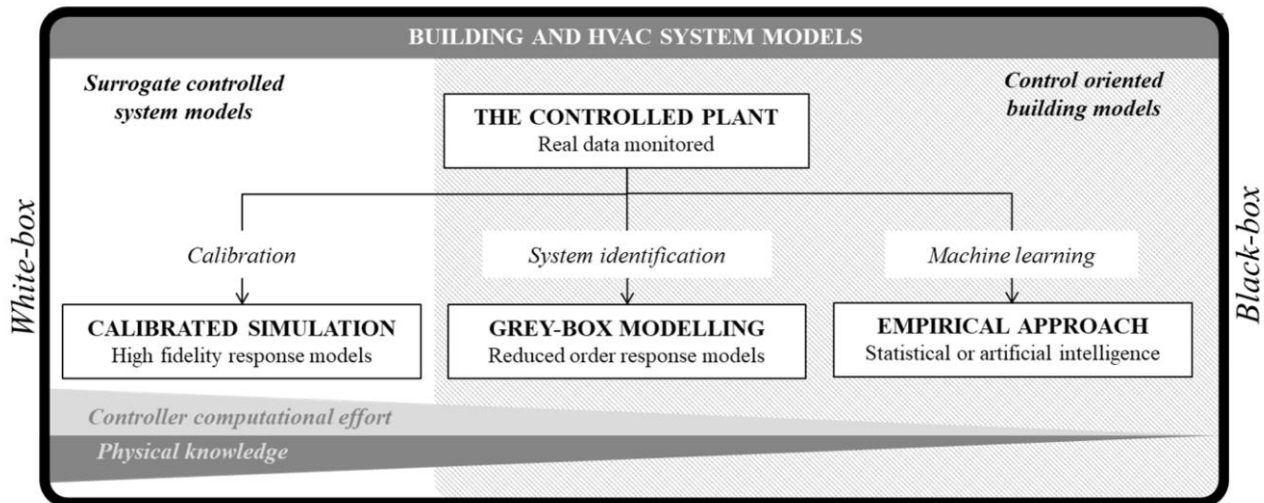 BUILDING AND HVAC SYSTEM MODELS
Surrogate controlled
system models
Control oriented
building models
THE CONTROLLED PLANT
Real data monitored
White-box
Black-box
Calibration
System identification
Machine learning
CALIBRATED SIMULATION
High fidelity response models
GREY-BOX MODELLING
Reduced order response models
EMPIRICAL APPROACH
Statistical or artificial intelligence
Controller computational effort
Physical knowledge